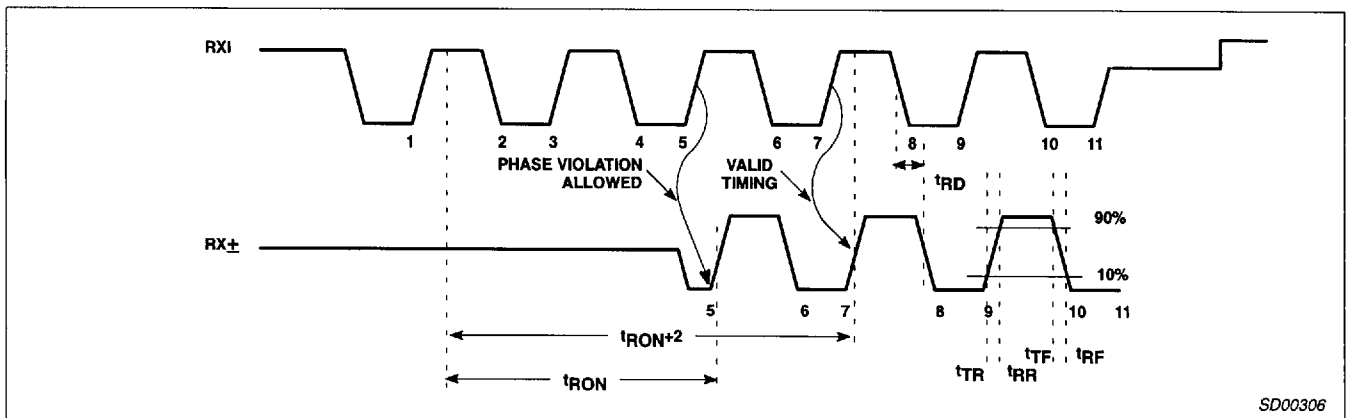 RXI
1 2 3 4 5 6 7 8 9 10 11
PHASE VIOLATION
ALLOWED
VALID
TIMING
tRD
90%
RX±
10%
5 6 7 8 9 10 11
tRON+2
tRON
tTR tRR tTF tRF
SD00306